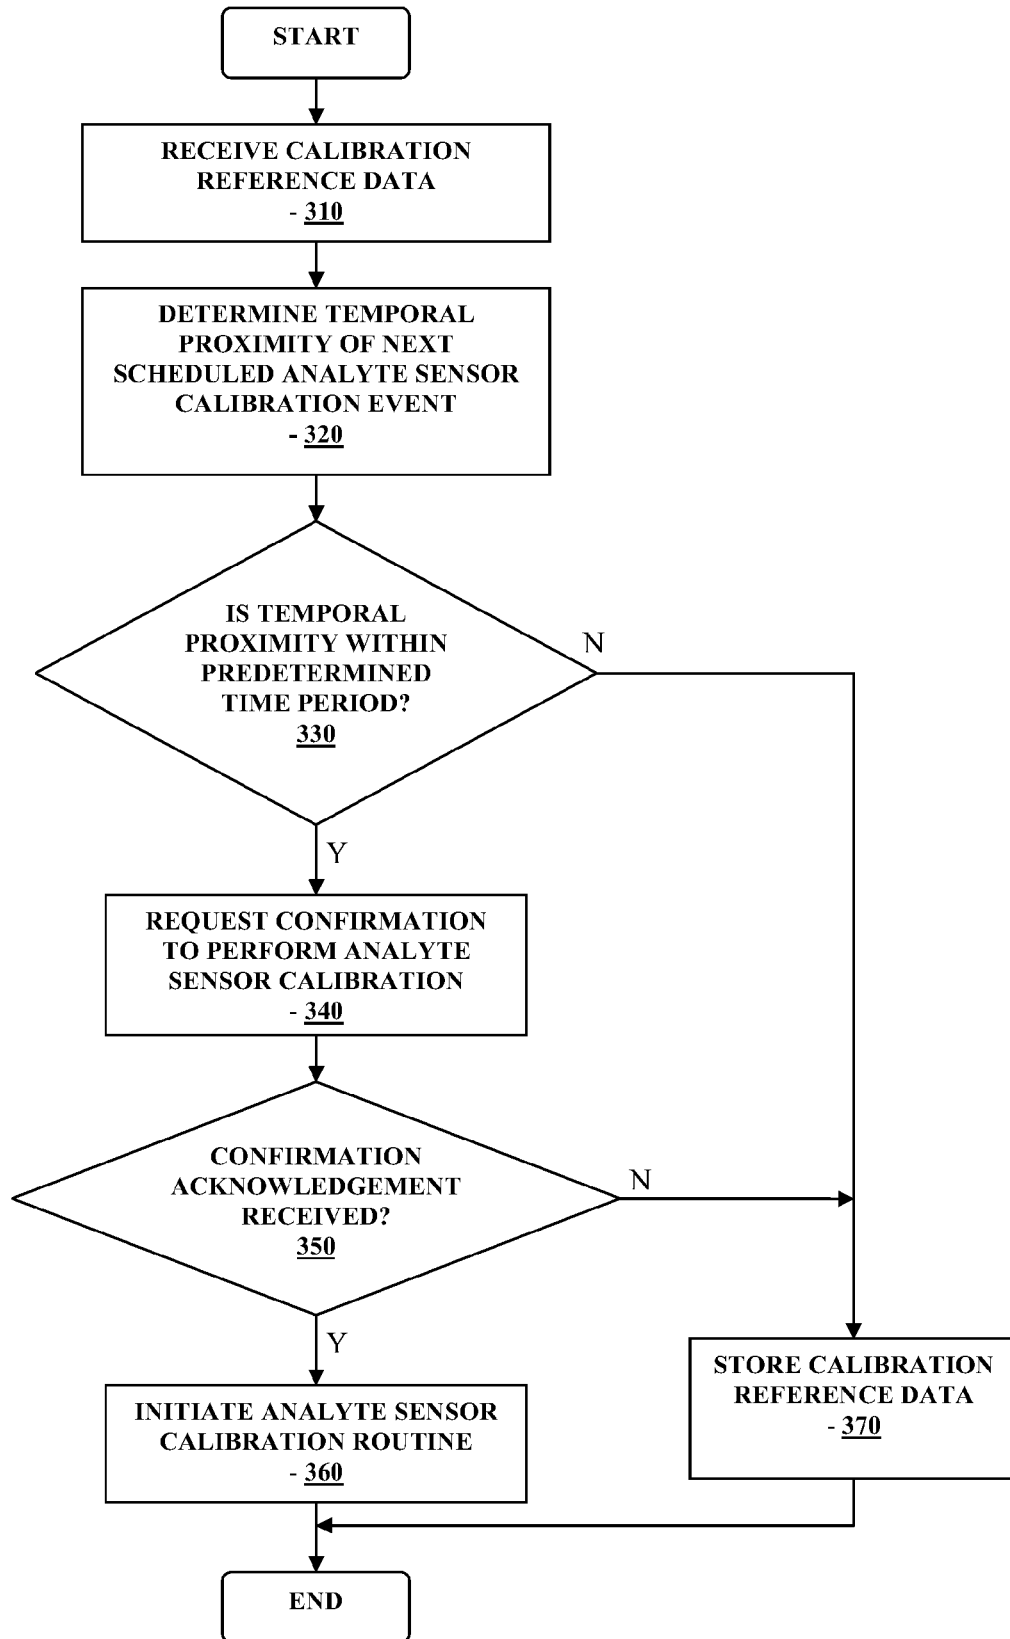 START
RECEIVE CALIBRATION
REFERENCE DATA
- 310
DETERMINE TEMPORAL
PROXIMITY OF NEXT
SCHEDULED ANALYTE SENSOR
CALIBRATION EVENT
- 320
IS TEMPORAL
PROXIMITY WITHIN
PREDETERMINED
TIME PERIOD?
330
N
Y
REQUEST CONFIRMATION
TO PERFORM ANALYTE
SENSOR CALIBRATION
- 340
CONFIRMATION
ACKNOWLEDGEMENT
RECEIVED?
350
N
Y
INITIATE ANALYTE SENSOR
CALIBRATION ROUTINE
- 360
STORE CALIBRATION
REFERENCE DATA
- 370
END